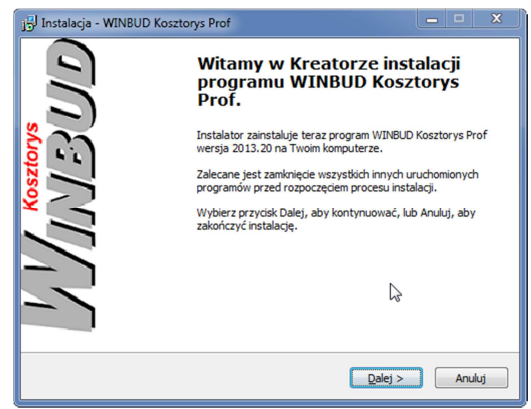 Instalacja - WINBUD Kosztorys Prof
Kosztorys
WINBUD
Witamy w Kreatorze instalacji
programu WINBUD Kosztorys
Prof.
Instalator zainstaluje teraz program WINBUD Kosztorys Prof
wersja 2013.20 na Twoim komputerze.
Zalecane jest zamknięcie wszystkich innych uruchomionych
programów przed rozpoczęciem procesu instalacji.
Wybierz przycisk Dalej, aby kontynuować, lub Anuluj, aby
zakończyć instalację.
Dalej >
Anuluj